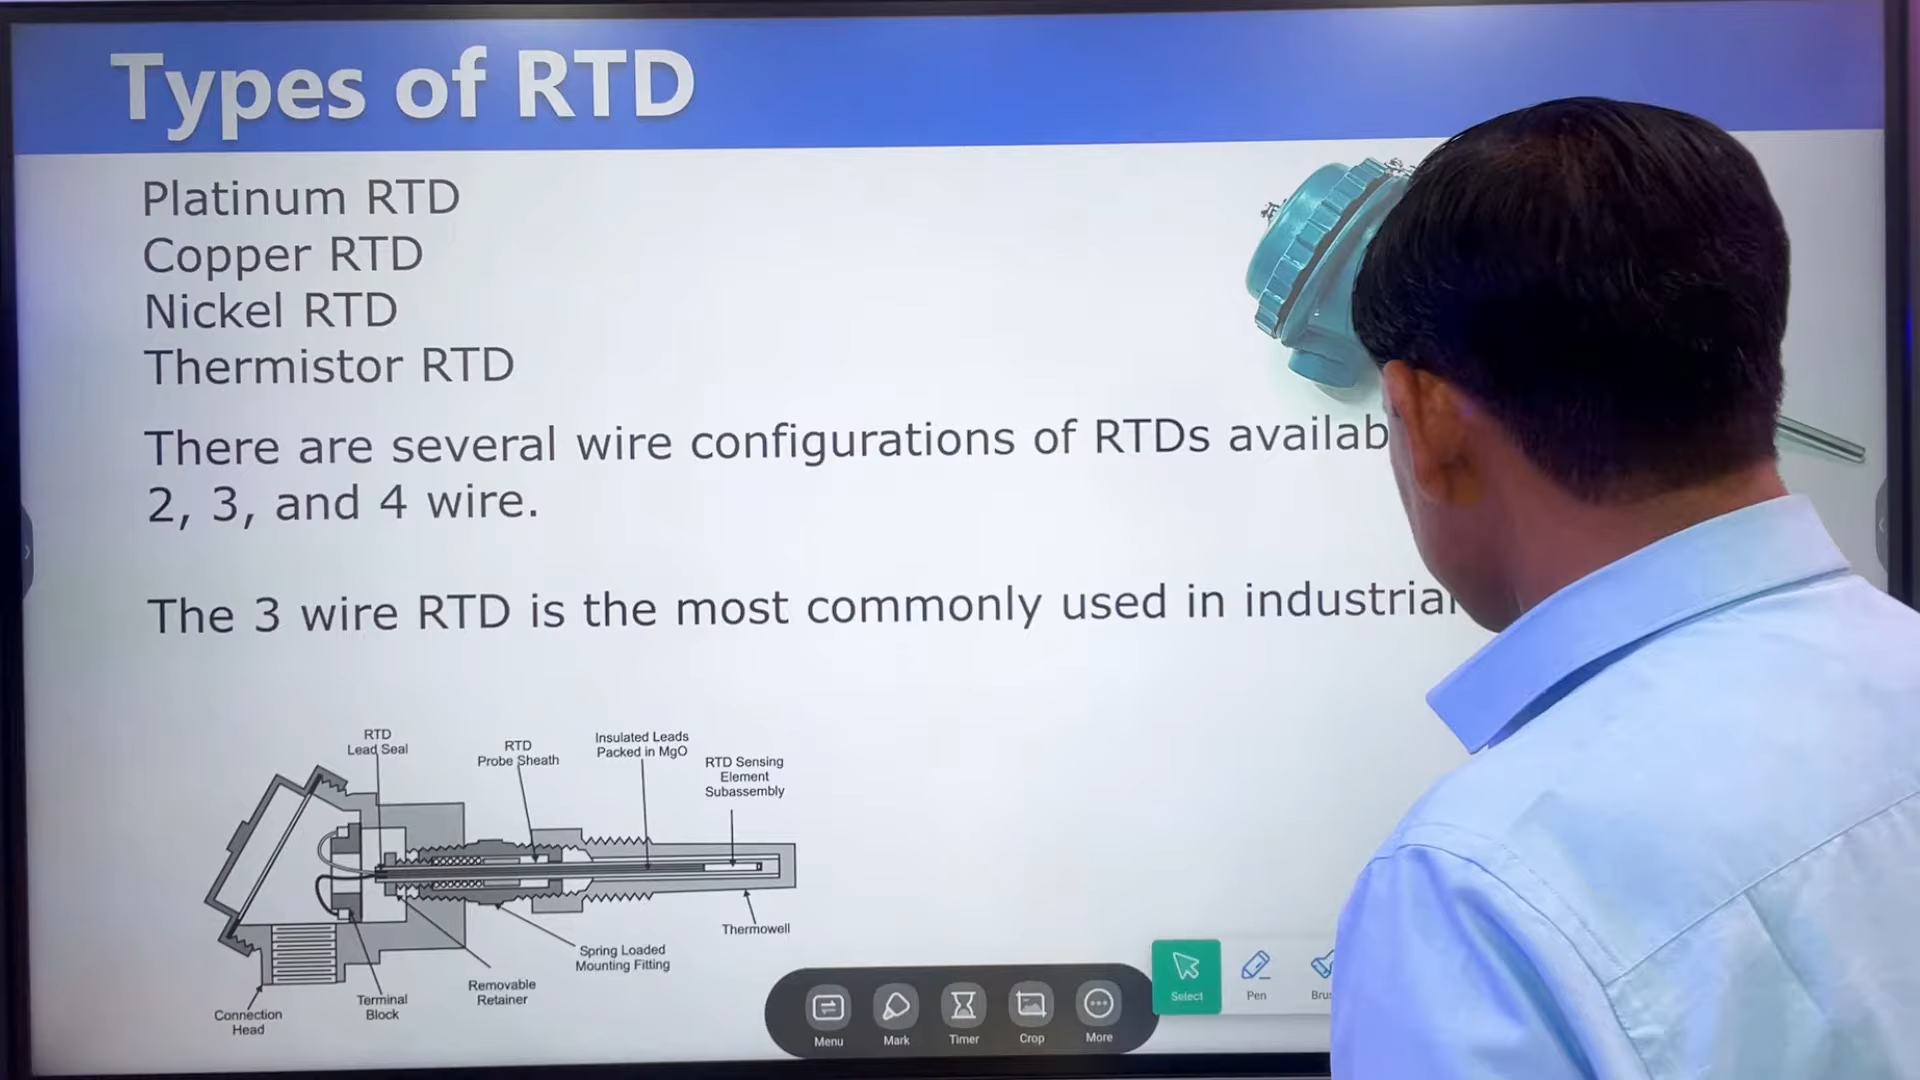 Types of RTD
Platinum RTD
Copper RTD
Nickel RTD
Thermistor RTD
There are several wire configurations of RTDs
2, 3, and 4 wire.
The 3 wire RTD is the most commonly used in
RTD
Lead Seal
RTD
Probe Sheath
Insulated Leads
Packed in MgO
RTD Sensing
Element
Subassembly
Thermowell
Spring Loaded
Mounting Fitting
Removable
Retainer
Terminal
Block
Connection
Head
Menu
Mark
Timer
Crop
More
Select
Pen